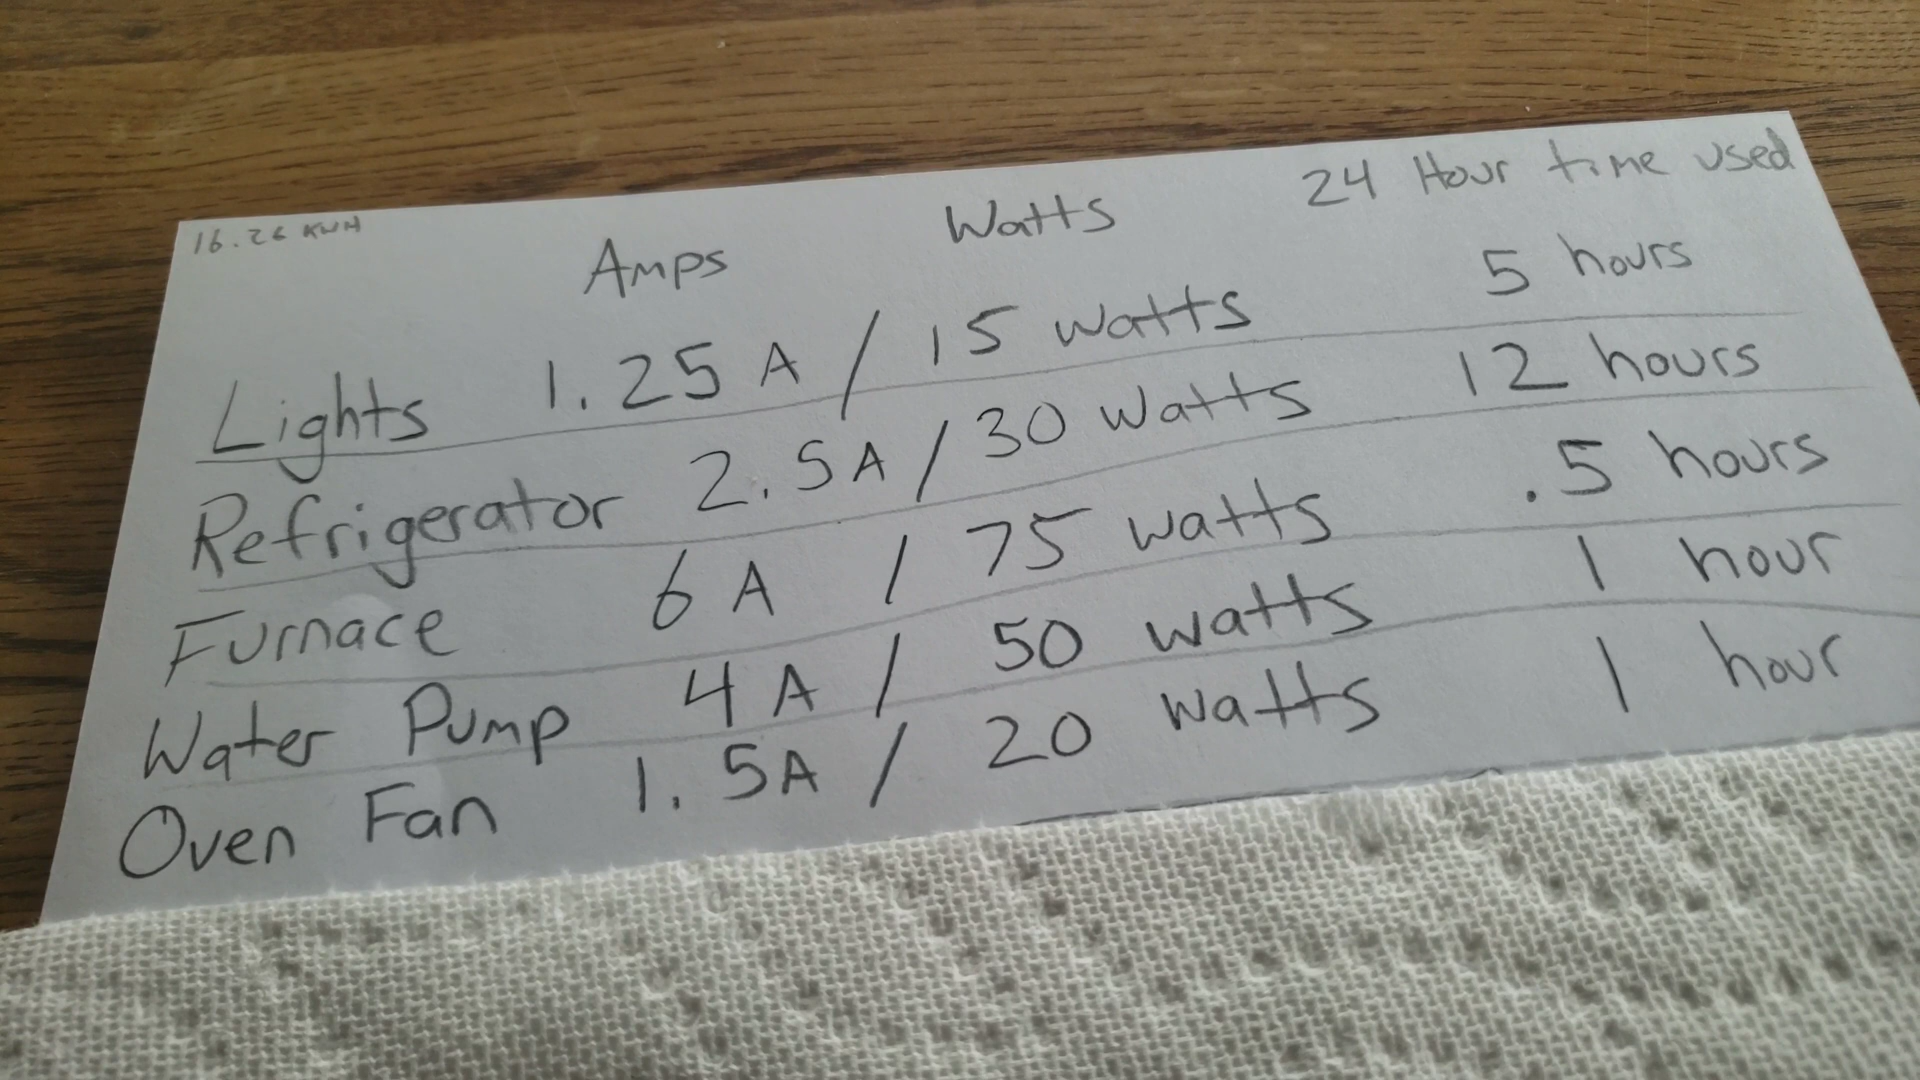 16.26 KWH
Amps Watts 24 Hour time used
Lights 1.25 A / 15 watts 5 hours
Refrigerator 2.5A / 30 watts 12 hours
Furnace 6 A / 75 watts .5 hours
Water Pump 4 A / 50 watts 1 hour
Oven Fan 1.5A / 20 watts 1 hour